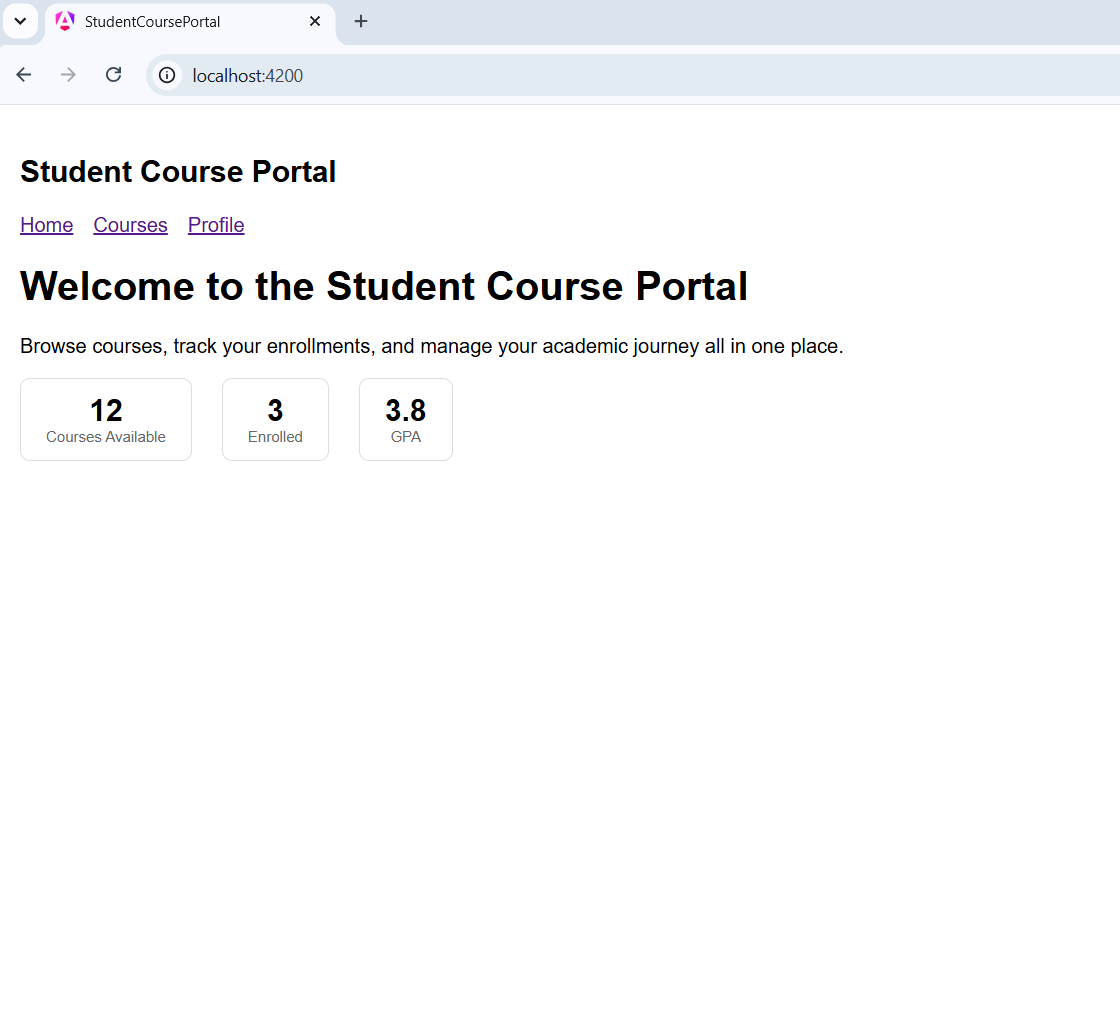 StudentCoursePortal
localhost:4200
Student Course Portal
Home Courses Profile
Welcome to the Student Course Portal
Browse courses, track your enrollments, and manage your academic journey all in one place.
12 3 3.8
Courses Available Enrolled GPA